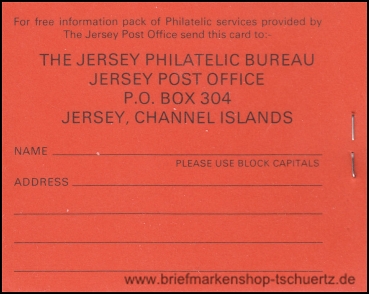 For free information pack of Philatelic services provided by
The Jersey Post Office send this card to:-
THE JERSEY PHILATELIC BUREAU
JERSEY POST OFFICE
P.O. BOX 304
JERSEY, CHANNEL ISLANDS
NAME
PLEASE USE BLOCK CAPITALS
ADDRESS
www.briefmarkenshop-tschuertz.de